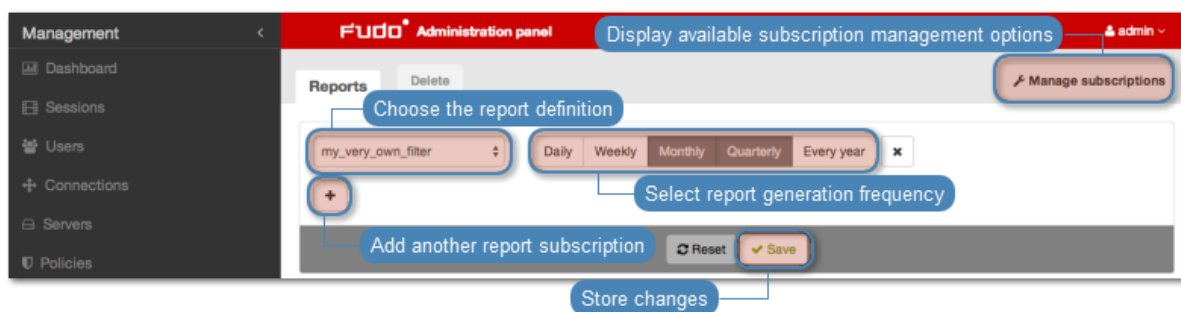 Management
FUDO Administration panel
Display available subscription management options
admin
Dashboard
Reports
Delete
Manage subscriptions
Sessions
Choose the report definition
Users
my_very_own_filter
Daily
Weekly
Monthly
Quarterly
Every year
Connections
Select report generation frequency
Servers
Add another report subscription
Reset
Save
Policies
Store changes